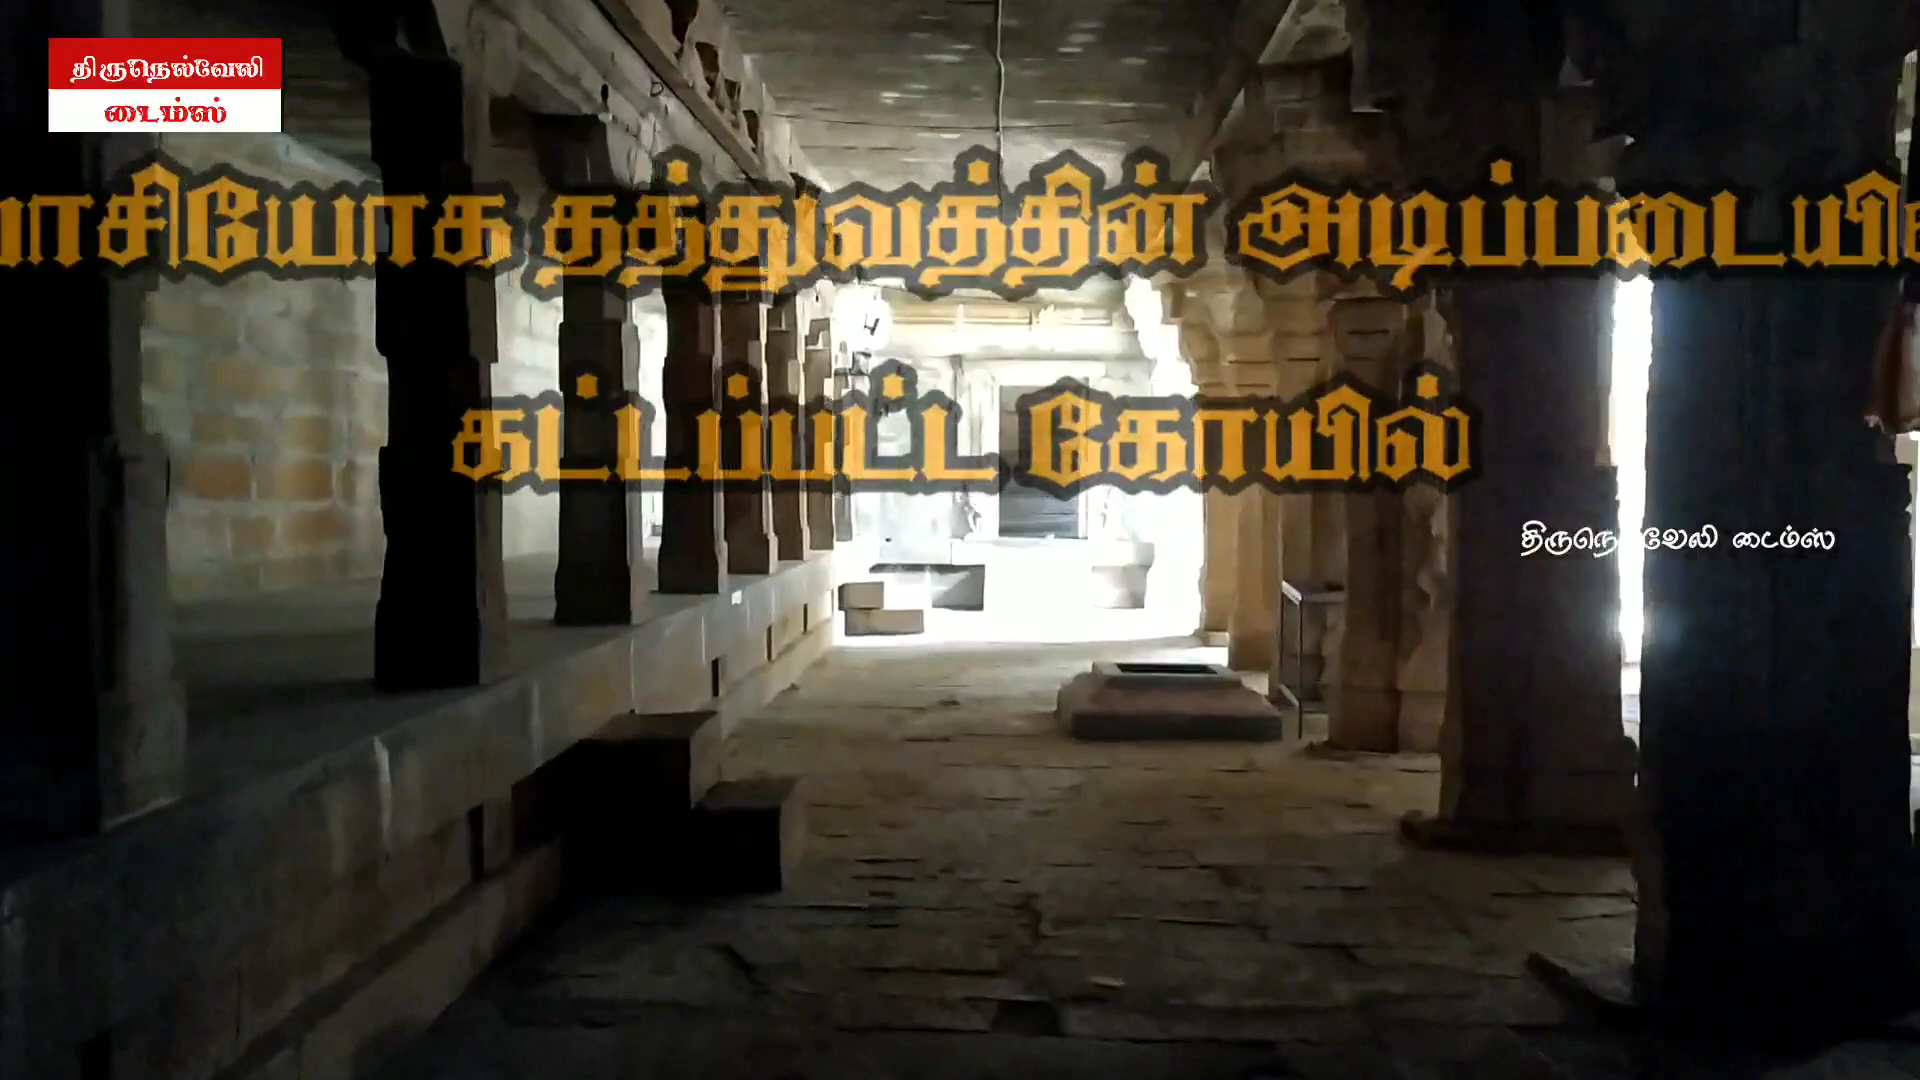 திருநெல்வேலி
டைம்ஸ்
தத்துவத்தின்
கட்டப்பட்ட கோயில்
திருநெல்வேலி டைம்ஸ்